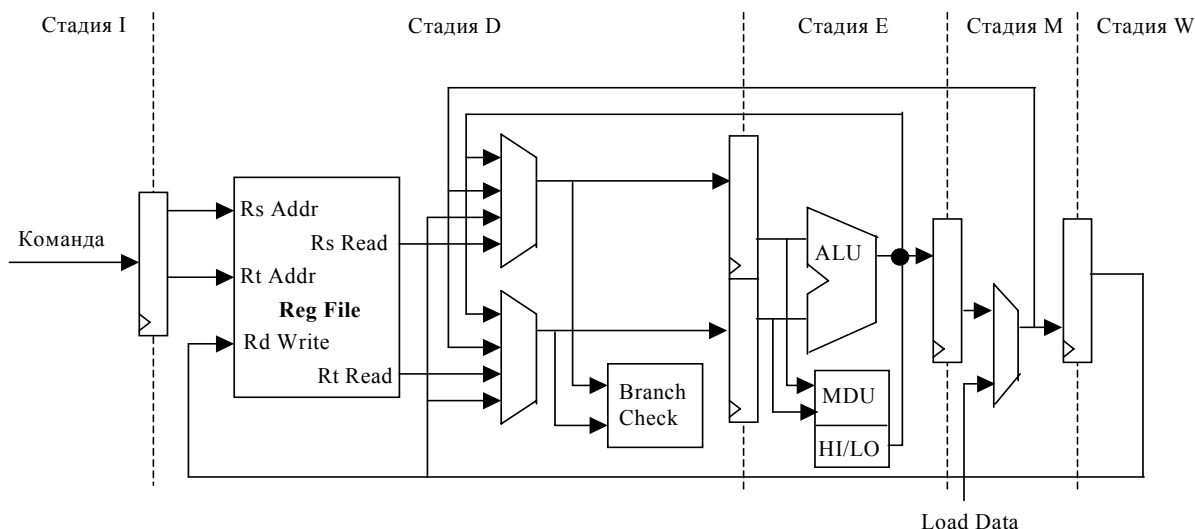 Стадия I
Стадия D
Стадия E
Стадия M
Стадия W
Команда
Rs Addr
Rs Read
Rt Addr
Reg File
Rd Write
Rt Read
Branch
Check
ALU
MDU
HI/LO
Load Data